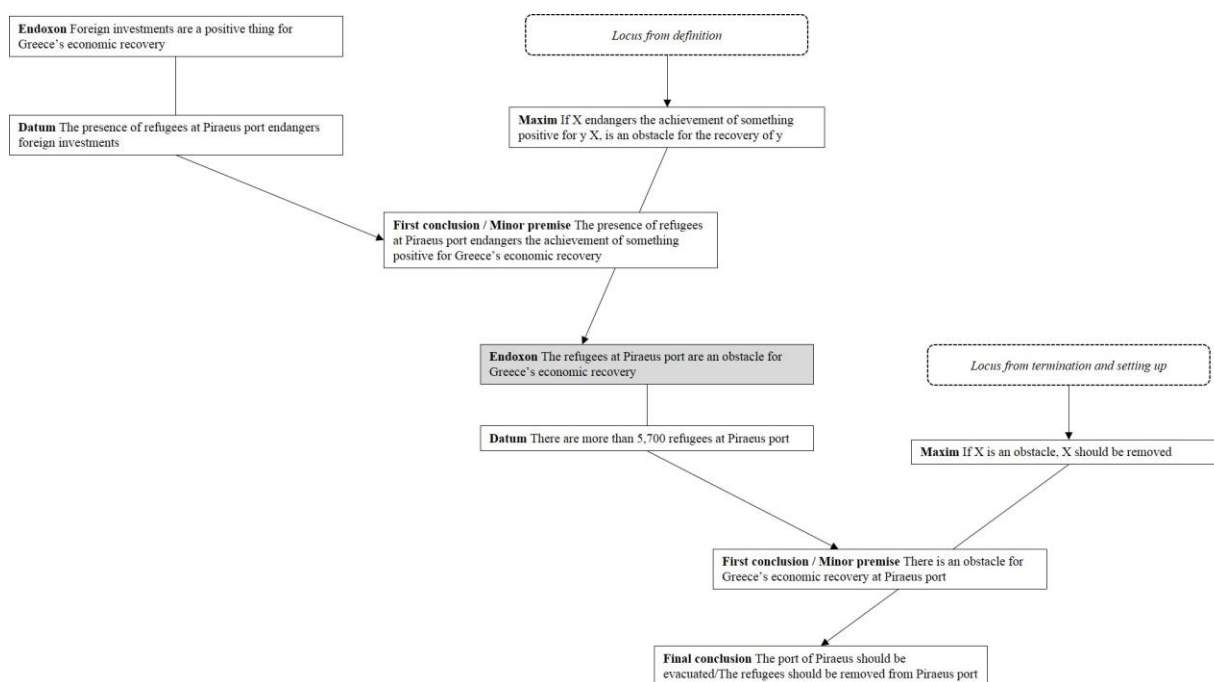 Endoxon Foreign investments are a positive thing for
Greece's economic recovery
Locus from definition
Datum The presence of refugees at Piraeus port endangers
foreign investments
Maxim If X endangers the achievement of something
positive for y X, is an obstacle for the recovery of y
First conclusion / Minor premise The presence of refugees
at Piraeus port endangers the achievement of something
positive for Greece's economic recovery
Endoxon The refugees at Piraeus port are an obstacle for
Greece's economic recovery
Locus from termination and setting up
Datum There are more than 5,700 refugees at Piraeus port
Maxim If X is an obstacle, X should be removed
First conclusion / Minor premise There is an obstacle for
Greece's economic recovery at Piraeus port
Final conclusion The port of Piraeus should be
evacuated/The refugees should be removed from Piraeus port